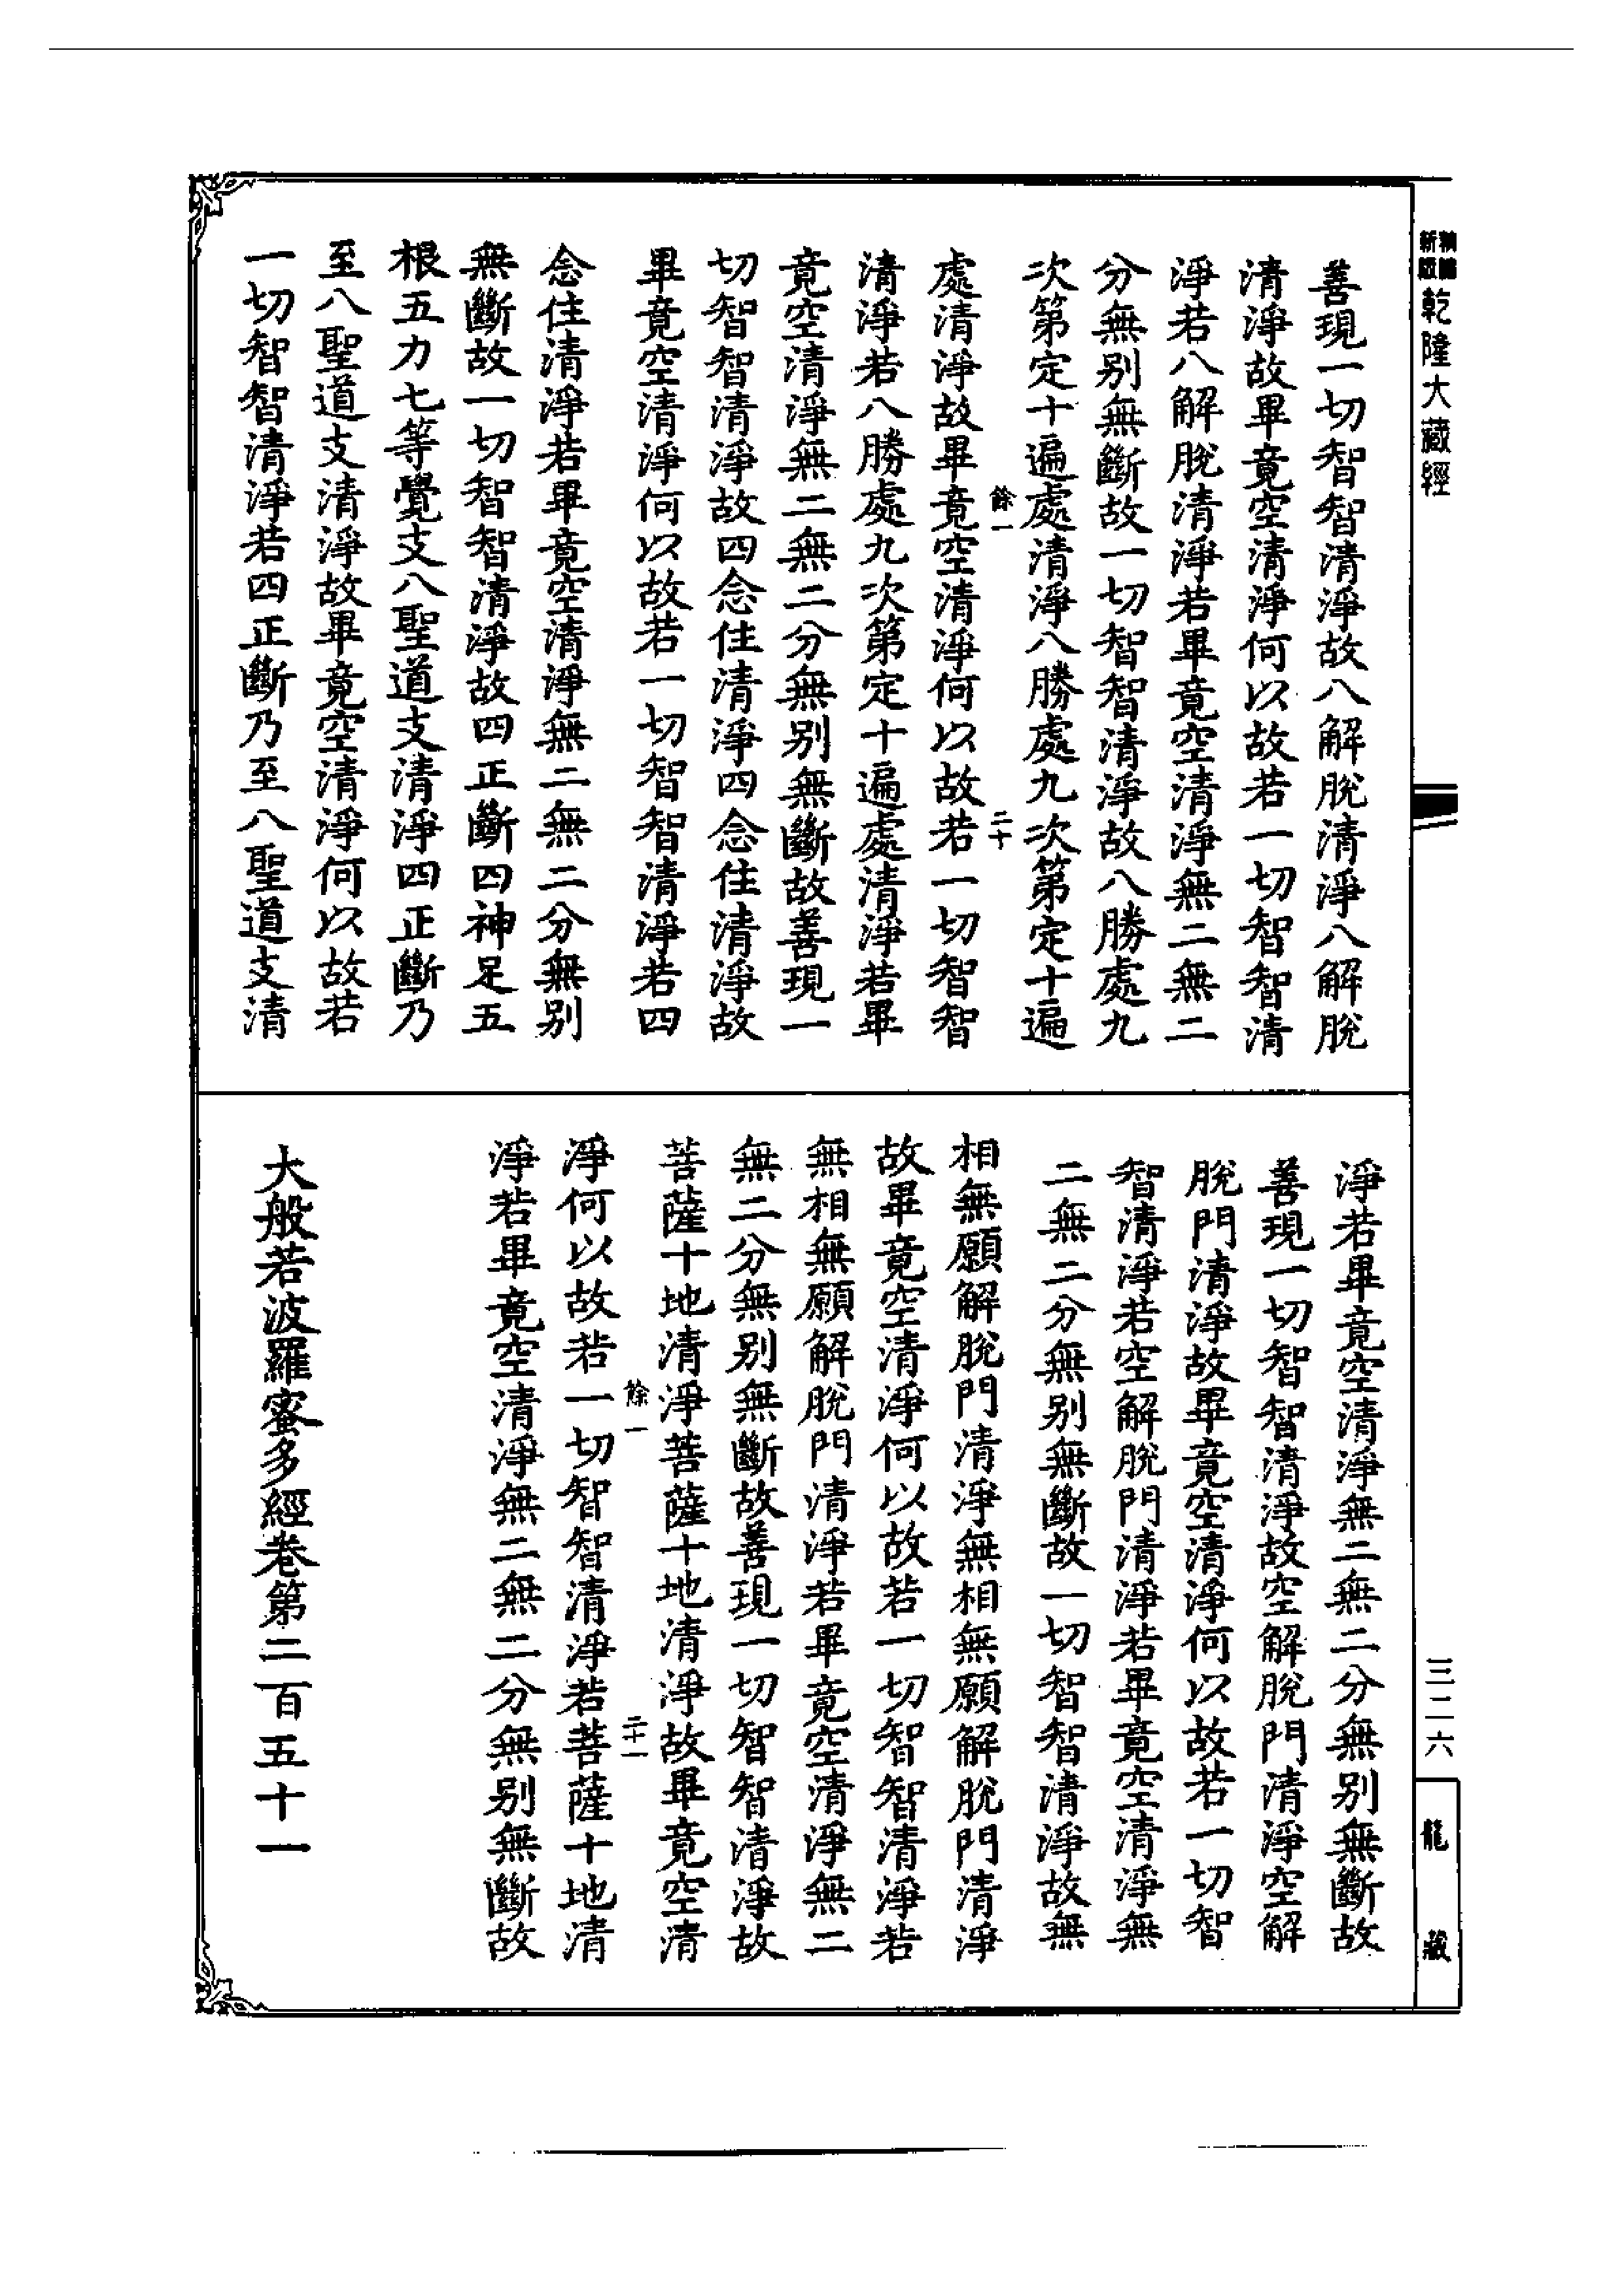 新版精編乾隆大藏經
善現一切智智清淨故八解脫清淨八解脫
清淨故畢竟空清淨何以故若一切智智清
淨若八解脫清淨若畢竟空清淨無二無二
分無別無斷故一切智智清淨故八勝處九
次第定十遍處清淨八勝處九次第定十遍
餘一 二十
處清淨故畢竟空清淨何以故若一切智智
清淨若八勝處九次第定十遍處清淨若畢
竟空清淨無二無二分無別無斷故善現一
切智智清淨故四念住清淨四念住清淨故
畢竟空清淨何以故若一切智智清淨若四
念住清淨若畢竟空清淨無二無二分無別
無斷故一切智智清淨故四正斷四神足五
根五力七等覺支八聖道支清淨四正斷乃
至八聖道支清淨故畢竟空清淨何以故若
一切智智清淨若四正斷乃至八聖道支清
淨若畢竟空清淨無二無二分無別無斷故
善現一切智智清淨故空解脫門清淨空解
脫門清淨故畢竟空清淨何以故若一切智
智清淨若空解脫門清淨若畢竟空清淨無
二無二分無別無斷故一切智智清淨故無
相無願解脫門清淨無相無願解脫門清淨
故畢竟空清淨何以故若一切智智清淨若
無相無願解脫門清淨若畢竟空清淨無二
無二分無別無斷故善現一切智智清淨故
菩薩十地清淨菩薩十地清淨故畢竟空清
餘一 二十一
淨何以故若一切智智清淨若菩薩十地清
淨若畢竟空清淨無二無二分無別無斷故
大般若波羅蜜多經卷第二百五十一
三二六
龍藏